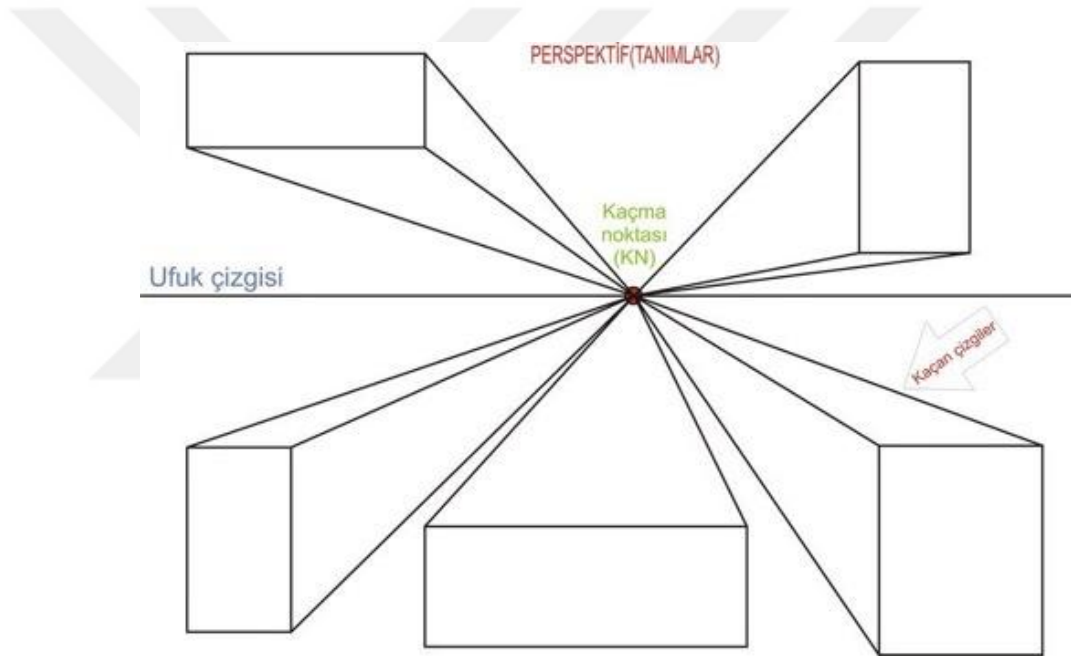 PERSPEKTİF(TANIMLAR)
Kaçma
noktası
(KN)
Ufuk çizgisi
Kaçan çizgiler